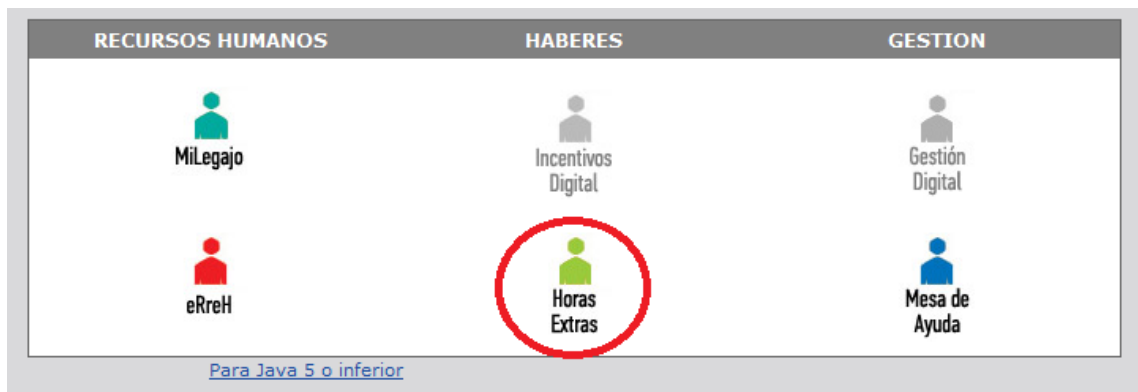 RECURSOS HUMANOS
HABERES
GESTION
MiLegajo
Incentivos
Digital
Gestión
Digital
eRreH
Horas
Extras
Mesa de
Ayuda
Para Java 5 o inferior